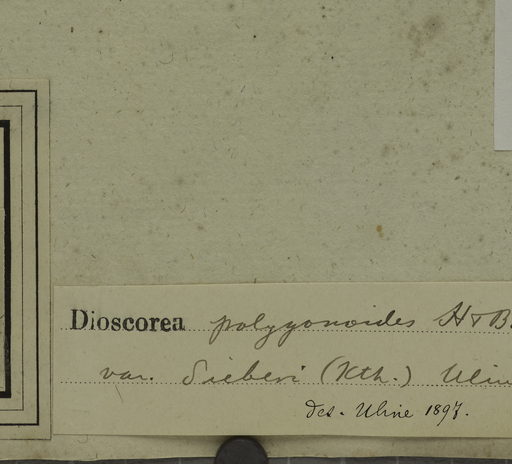 Dioscorea polygonoides H & B.
var. Sieberi (Kth.) Uline
det. Uline 1897.